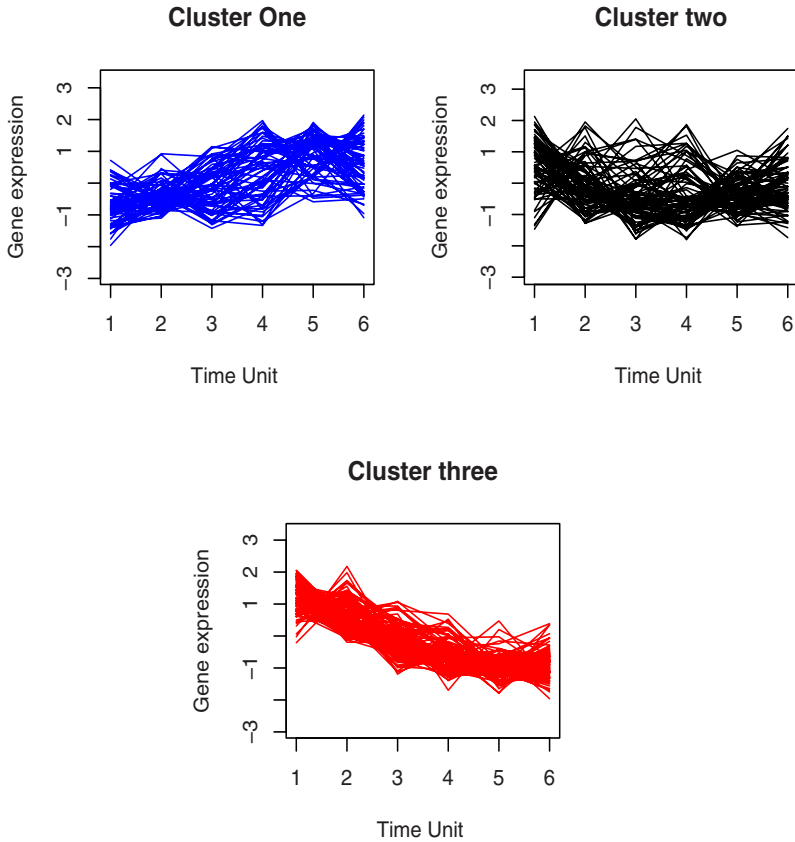 Cluster One
Gene expression
3
2
1
−1
−3
1 2 3 4 5 6
Time Unit
Cluster two
Gene expression
3
2
1
−1
−3
1 2 3 4 5 6
Time Unit
Cluster three
Gene expression
3
2
1
−1
−3
1 2 3 4 5 6
Time Unit